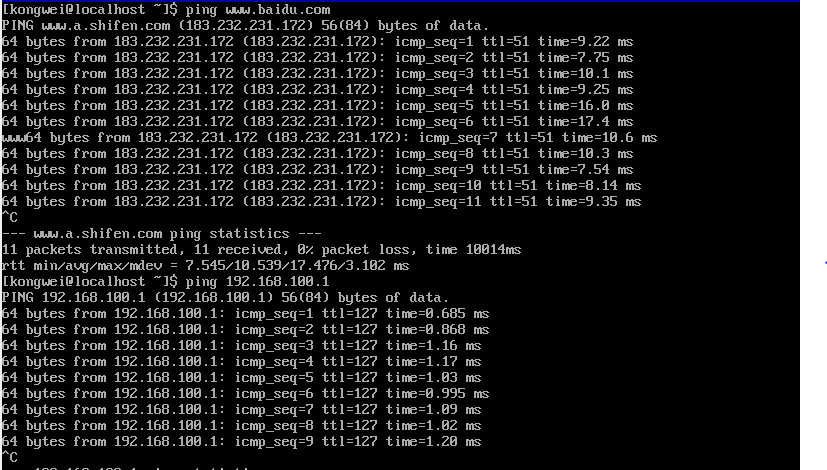 [kongwei@localhost ~]$ ping www.baidu.com
PING www.a.shifen.com (183.232.231.172) 56(84) bytes of data.
64 bytes from 183.232.231.172 (183.232.231.172): icmp_seq=1 ttl=51 time=9.22 ms
64 bytes from 183.232.231.172 (183.232.231.172): icmp_seq=2 ttl=51 time=7.75 ms
64 bytes from 183.232.231.172 (183.232.231.172): icmp_seq=3 ttl=51 time=10.1 ms
64 bytes from 183.232.231.172 (183.232.231.172): icmp_seq=4 ttl=51 time=9.25 ms
64 bytes from 183.232.231.172 (183.232.231.172): icmp_seq=5 ttl=51 time=16.0 ms
64 bytes from 183.232.231.172 (183.232.231.172): icmp_seq=6 ttl=51 time=17.4 ms
www64 bytes from 183.232.231.172 (183.232.231.172): icmp_seq=7 ttl=51 time=10.6 ms
64 bytes from 183.232.231.172 (183.232.231.172): icmp_seq=8 ttl=51 time=10.3 ms
64 bytes from 183.232.231.172 (183.232.231.172): icmp_seq=9 ttl=51 time=7.54 ms
64 bytes from 183.232.231.172 (183.232.231.172): icmp_seq=10 ttl=51 time=8.14 ms
64 bytes from 183.232.231.172 (183.232.231.172): icmp_seq=11 ttl=51 time=9.35 ms
^C
--- www.a.shifen.com ping statistics ---
11 packets transmitted, 11 received, 0% packet loss, time 10014ms
rtt min/avg/max/mdev = 7.545/10.539/17.476/3.102 ms
[kongwei@localhost ~]$ ping 192.168.100.1
PING 192.168.100.1 (192.168.100.1) 56(84) bytes of data.
64 bytes from 192.168.100.1: icmp_seq=1 ttl=127 time=0.685 ms
64 bytes from 192.168.100.1: icmp_seq=2 ttl=127 time=0.868 ms
64 bytes from 192.168.100.1: icmp_seq=3 ttl=127 time=1.16 ms
64 bytes from 192.168.100.1: icmp_seq=4 ttl=127 time=1.17 ms
64 bytes from 192.168.100.1: icmp_seq=5 ttl=127 time=1.03 ms
64 bytes from 192.168.100.1: icmp_seq=6 ttl=127 time=0.995 ms
64 bytes from 192.168.100.1: icmp_seq=7 ttl=127 time=1.09 ms
64 bytes from 192.168.100.1: icmp_seq=8 ttl=127 time=1.02 ms
64 bytes from 192.168.100.1: icmp_seq=9 ttl=127 time=1.20 ms
^C